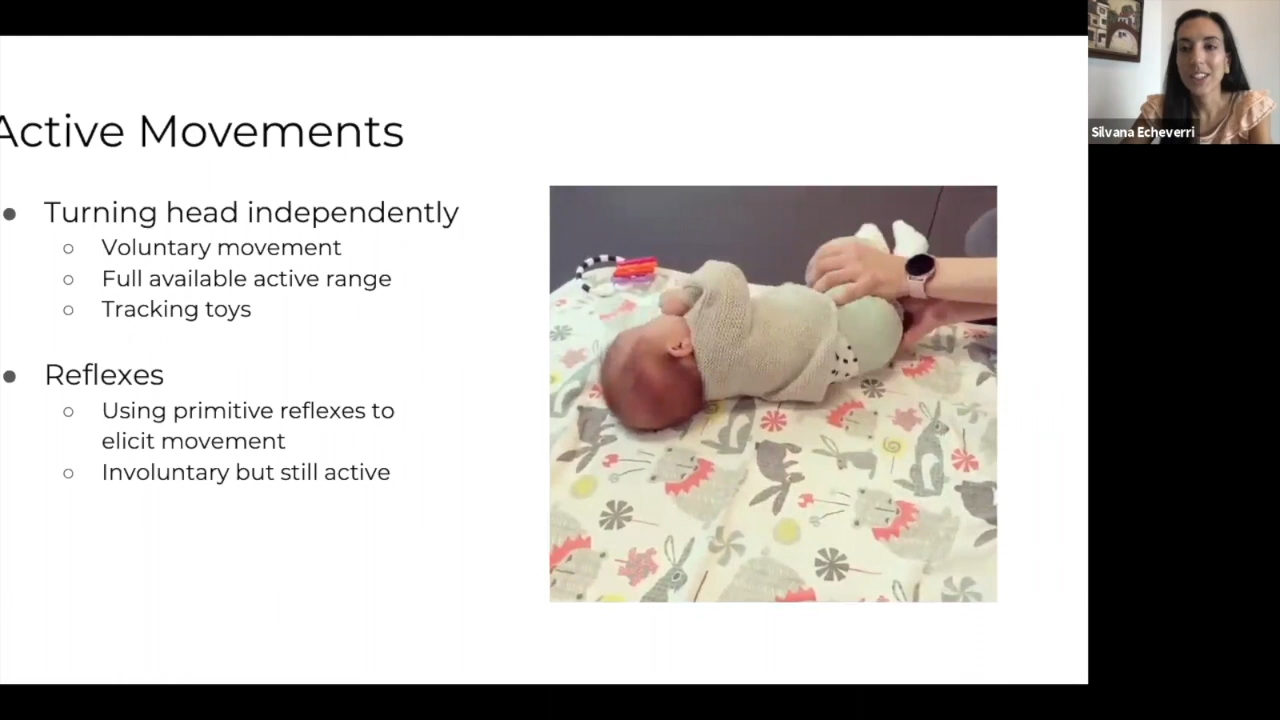 Active Movements
● Turning head independently
○ Voluntary movement
○ Full available active range
○ Tracking toys
● Reflexes
○ Using primitive reflexes to
elicit movement
○ Involuntary but still active
Silvana Echeverri